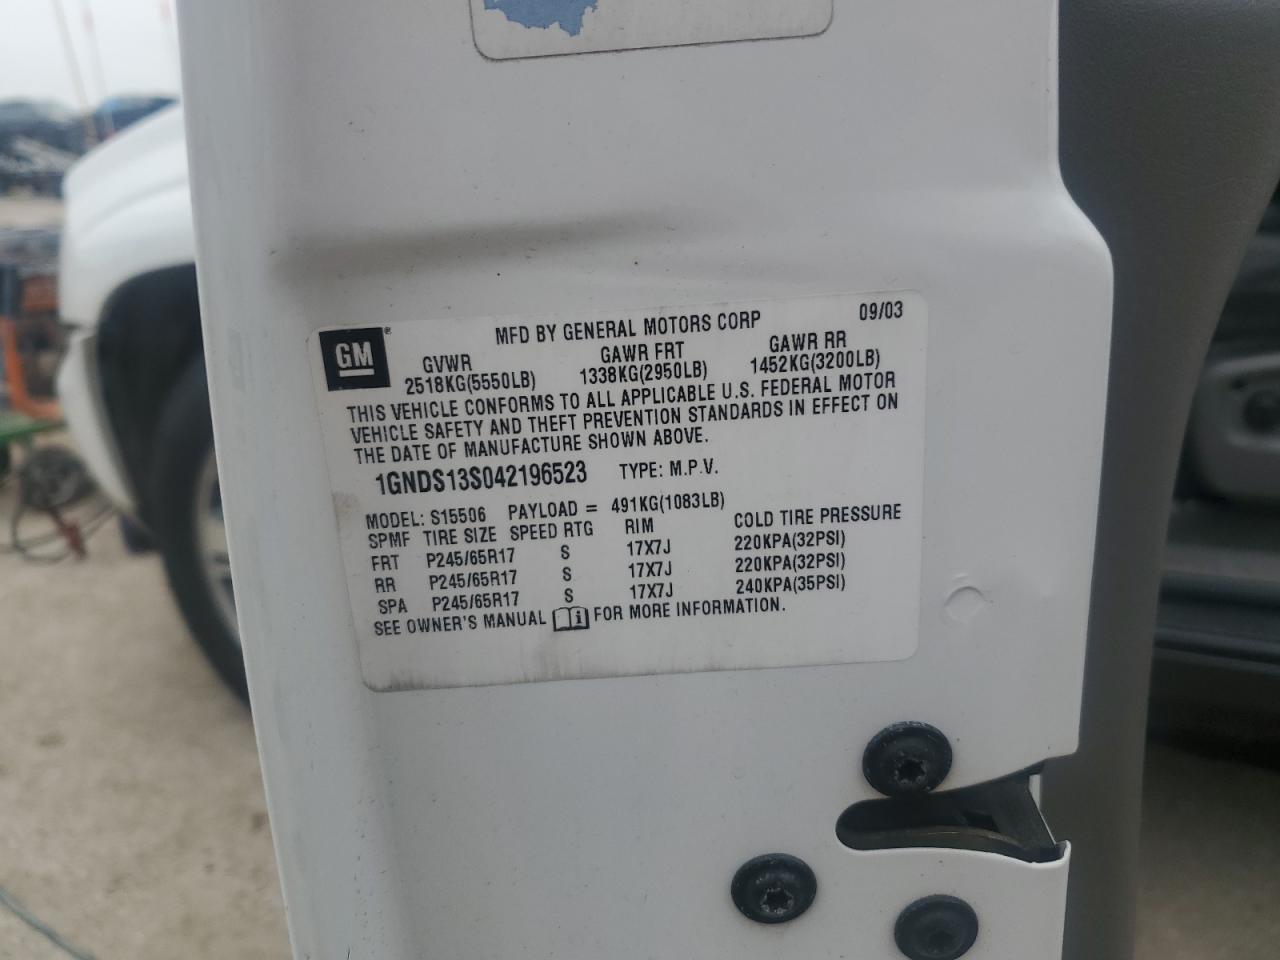 09/03
MFD BY GENERAL MOTORS CORP
GM
®
GVWR GAWR FRT GAWR RR
2518KG(5550LB) 1338KG(2950LB) 1452KG(3200LB)
THIS VEHICLE CONFORMS TO ALL APPLICABLE U.S. FEDERAL MOTOR
VEHICLE SAFETY AND THEFT PREVENTION STANDARDS IN EFFECT ON
THE DATE OF MANUFACTURE SHOWN ABOVE.
1GNDS13S042196523 TYPE: M.P.V.
MODEL: S15506 PAYLOAD = 491KG(1083LB)
SPMF TIRE SIZE SPEED RTG RIM COLD TIRE PRESSURE
FRT P245/65R17 S 17X7J 220KPA(32PSI)
RR P245/65R17 S 17X7J 220KPA(32PSI)
SPA P245/65R17 S 17X7J 240KPA(35PSI)
SEE OWNER'S MANUAL i FOR MORE INFORMATION.